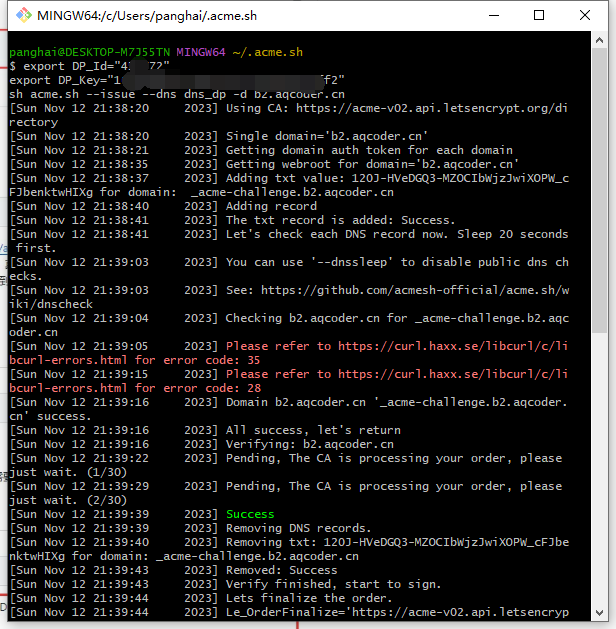 MINGW64:/c/Users/panghai/.acme.sh
panghai@DESKTOP-M7J55TN MINGW64 ~/.acme.sh
$ export DP_Id="43 72"
export DP_Key="1 f2"
sh acme.sh --issue --dns dns_dp -d b2.aqcoder.cn
[Sun Nov 12 21:38:20 2023] Using CA: https://acme-v02.api.letsencrypt.org/di
rectory
[Sun Nov 12 21:38:20 2023] Single domain='b2.aqcoder.cn'
[Sun Nov 12 21:38:21 2023] Getting domain auth token for each domain
[Sun Nov 12 21:38:35 2023] Getting webroot for domain='b2.aqcoder.cn'
[Sun Nov 12 21:38:37 2023] Adding txt value: 12OJ-HVeDGQ3-MZOCIbWjzJwiXOPW_c
FJbenktwHIXg for domain:  _acme-challenge.b2.aqcoder.cn
[Sun Nov 12 21:38:40 2023] Adding record
[Sun Nov 12 21:38:41 2023] The txt record is added: Success.
[Sun Nov 12 21:38:41 2023] Let's check each DNS record now. Sleep 20 seconds
 first.
[Sun Nov 12 21:39:03 2023] You can use '--dnssleep' to disable public dns ch
ecks.
[Sun Nov 12 21:39:03 2023] See: https://github.com/acmesh-official/acme.sh/w
iki/dnscheck
[Sun Nov 12 21:39:04 2023] Checking b2.aqcoder.cn for _acme-challenge.b2.aqc
oder.cn
[Sun Nov 12 21:39:05 2023] Please refer to https://curl.haxx.se/libcurl/c/li
bcurl-errors.html for error code: 35
[Sun Nov 12 21:39:15 2023] Please refer to https://curl.haxx.se/libcurl/c/li
bcurl-errors.html for error code: 28
[Sun Nov 12 21:39:16 2023] Domain b2.aqcoder.cn '_acme-challenge.b2.aqcoder.
cn' success.
[Sun Nov 12 21:39:16 2023] All success, let's return
[Sun Nov 12 21:39:16 2023] Verifying: b2.aqcoder.cn
[Sun Nov 12 21:39:22 2023] Pending, The CA is processing your order, please
just wait. (1/30)
[Sun Nov 12 21:39:29 2023] Pending, The CA is processing your order, please
just wait. (2/30)
[Sun Nov 12 21:39:39 2023] Success
[Sun Nov 12 21:39:39 2023] Removing DNS records.
[Sun Nov 12 21:39:40 2023] Removing txt: 12OJ-HVeDGQ3-MZOCIbWjzJwiXOPW_cFJbe
nktwHIXg for domain: _acme-challenge.b2.aqcoder.cn
[Sun Nov 12 21:39:43 2023] Removed: Success
[Sun Nov 12 21:39:43 2023] Verify finished, start to sign.
[Sun Nov 12 21:39:44 2023] Lets finalize the order.
[Sun Nov 12 21:39:44 2023] Le_OrderFinalize='https://acme-v02.api.letsencryp